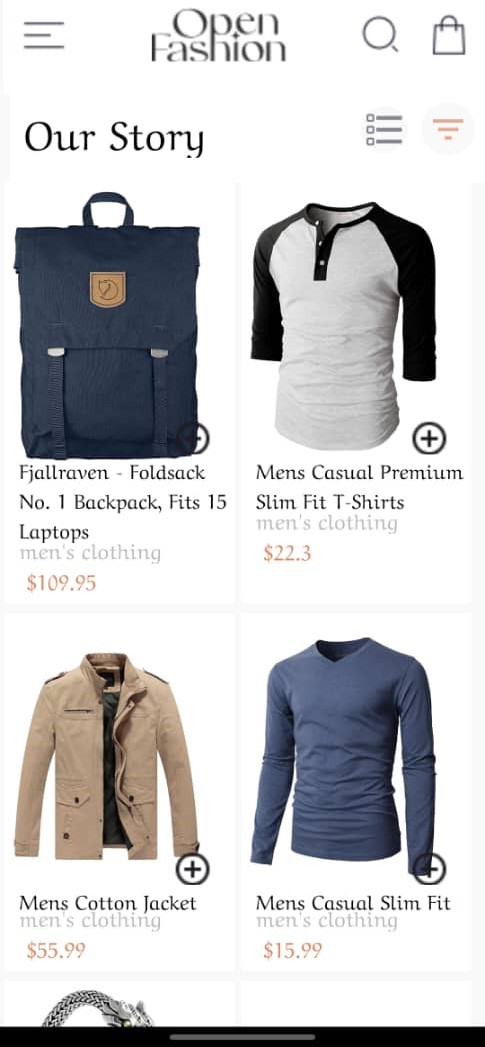 Open
Fashion
Our Story
Fjallraven - Foldsack
No. 1 Backpack, Fits 15
Laptops
men's clothing
$109.95
Mens Casual Premium
Slim Fit T-Shirts
men's clothing
$22.3
Mens Cotton Jacket
men's clothing
$55.99
Mens Casual Slim Fit
men's clothing
$15.99